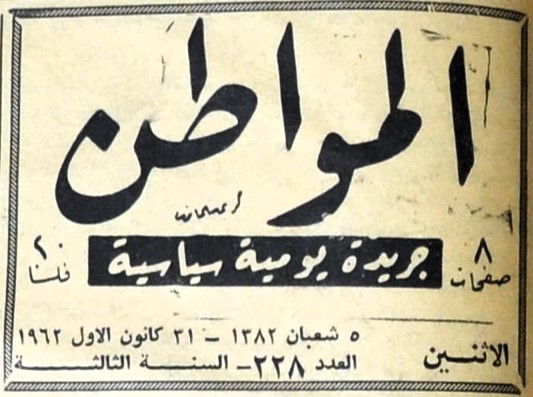 المواطن
٨ صفحات
جريدة يومية سياسية
٢٠ فلسا
الاثنين
٥ شعبان ١٣٨٢ – ٣١ كانون الاول ١٩٦٢
العدد ٢٢٨ – السنة الثالثة